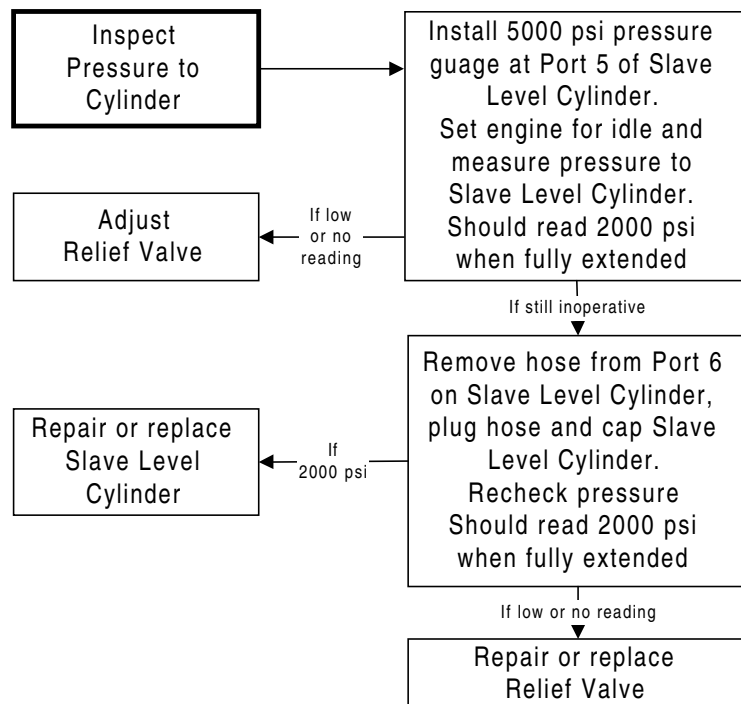 Inspect
Pressure to
Cylinder
Install 5000 psi pressure
guage at Port 5 of Slave
Level Cylinder.
Set engine for idle and
measure pressure to
Slave Level Cylinder.
Should read 2000 psi
when fully extended
If low
or no
reading
Adjust
Relief Valve
If still inoperative
Remove hose from Port 6
on Slave Level Cylinder,
plug hose and cap Slave
Level Cylinder.
Recheck pressure
Should read 2000 psi
when fully extended
If
2000 psi
Repair or replace
Slave Level
Cylinder
If low or no reading
Repair or replace
Relief Valve